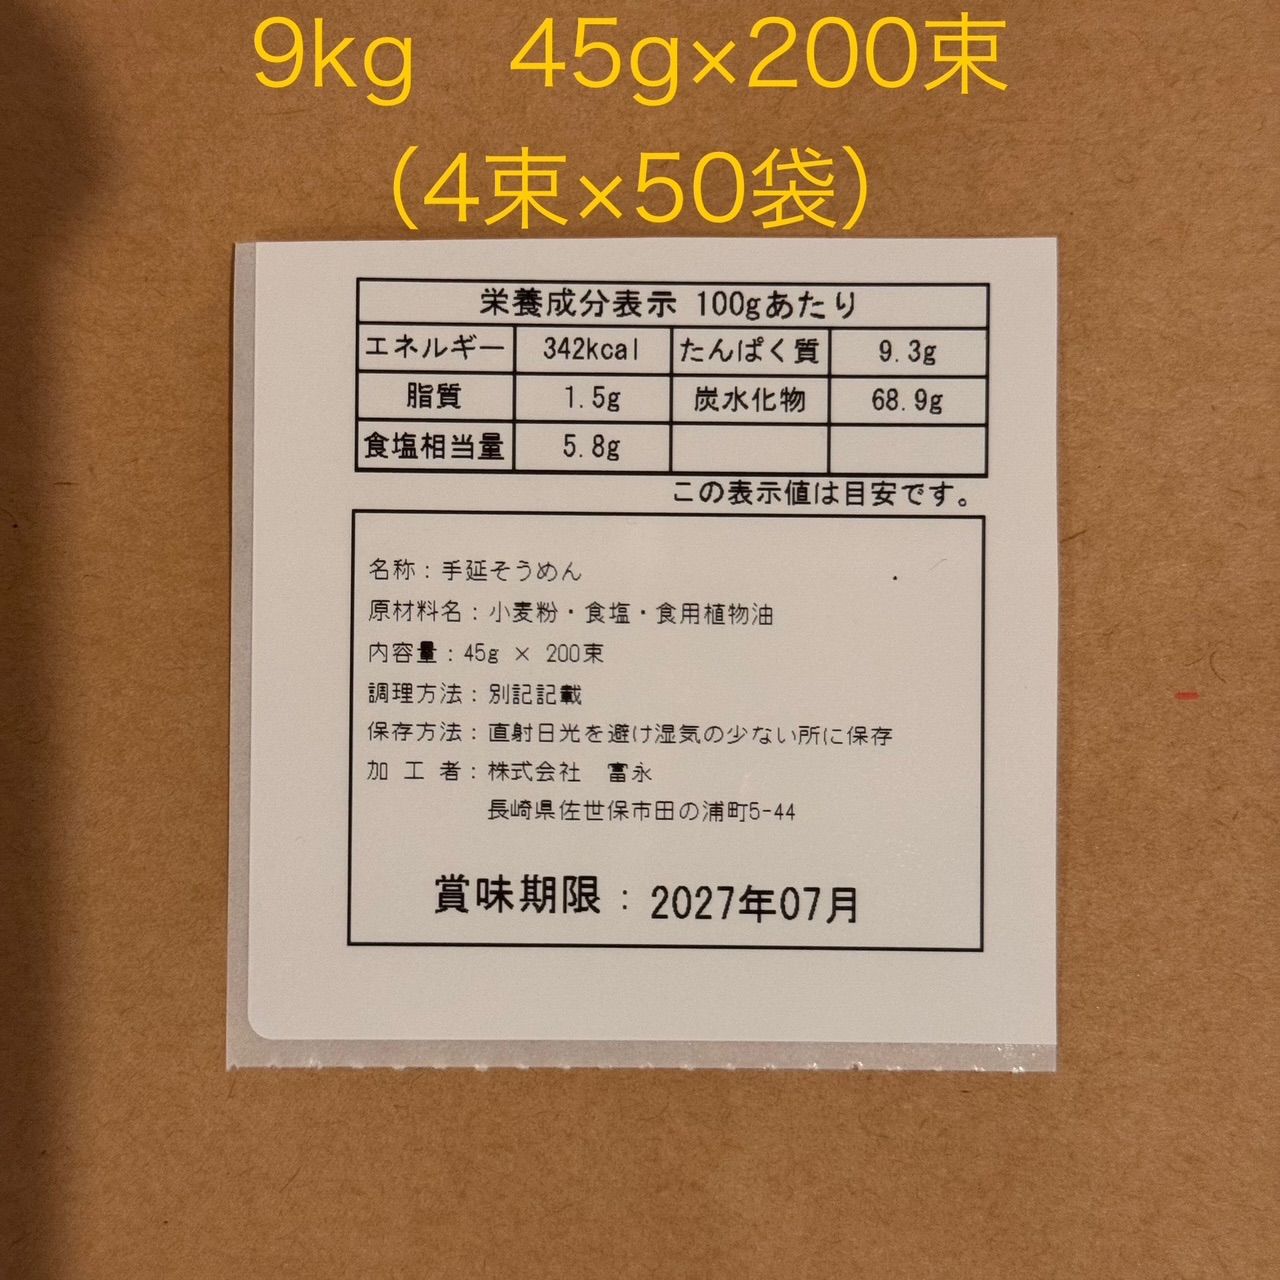 9kg　45g×200束
（4束×50袋）
栄養成分表示 100gあたり
エネルギー 342kcal たんぱく質 9.3g
脂質 1.5g 炭水化物 68.9g
食塩相当量 5.8g
この表示値は目安です。
名称：手延そうめん
原材料名：小麦粉・食塩・食用植物油
内容量：45g × 200束
調理方法：別記記載
保存方法：直射日光を避け湿気の少ない所に保存
加工者：株式会社　富永
長崎県佐世保市田の浦町5-44
賞味期限：2027年07月